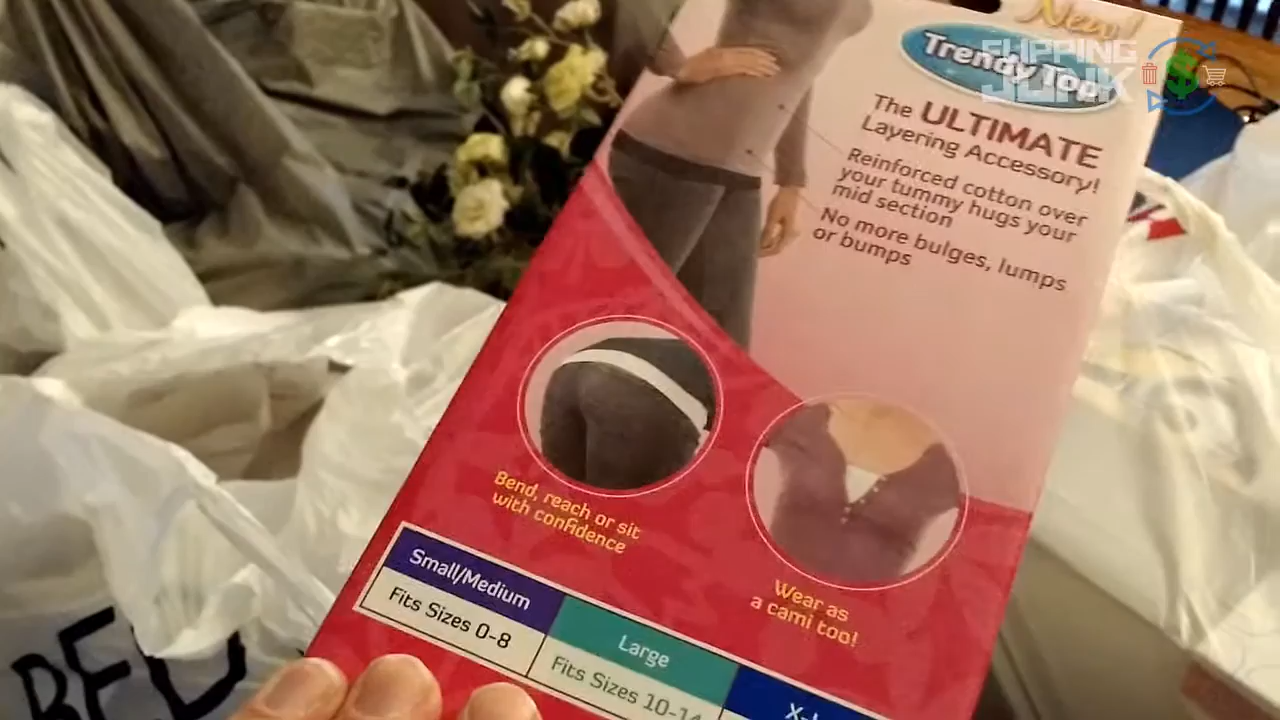 New!
FLIPPING
JUNK
Trendy Top
The ULTIMATE
Layering Accessory!
Reinforced cotton over
your tummy hugs your
mid section
No more bulges, lumps
or bumps
Bend, reach or sit
with confidence
Wear as
a cami too!
Small/Medium
Fits Sizes 0-8
Large
Fits Sizes 10-14
BED